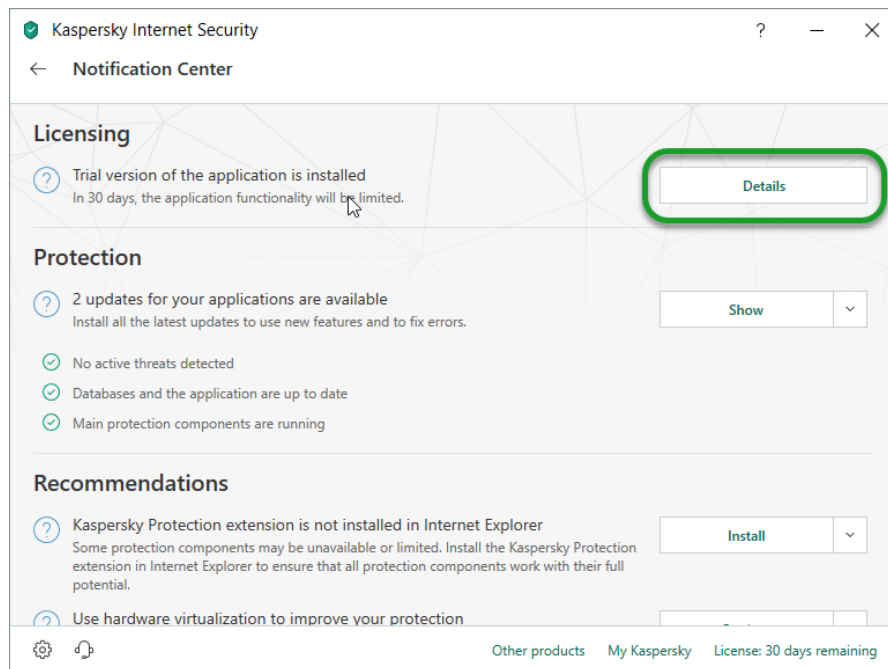 Kaspersky Internet Security
?
Notification Center
Licensing
Trial version of the application is installed
In 30 days, the application functionality will be limited.
Details
Protection
2 updates for your applications are available
Install all the latest updates to use new features and to fix errors.
Show
No active threats detected
Databases and the application are up to date
Main protection components are running
Recommendations
Kaspersky Protection extension is not installed in Internet Explorer
Some protection components may be unavailable or limited. Install the Kaspersky Protection
extension in Internet Explorer to ensure that all protection components work with their full
potential.
Install
Use hardware virtualization to improve your protection
Other products My Kaspersky License: 30 days remaining